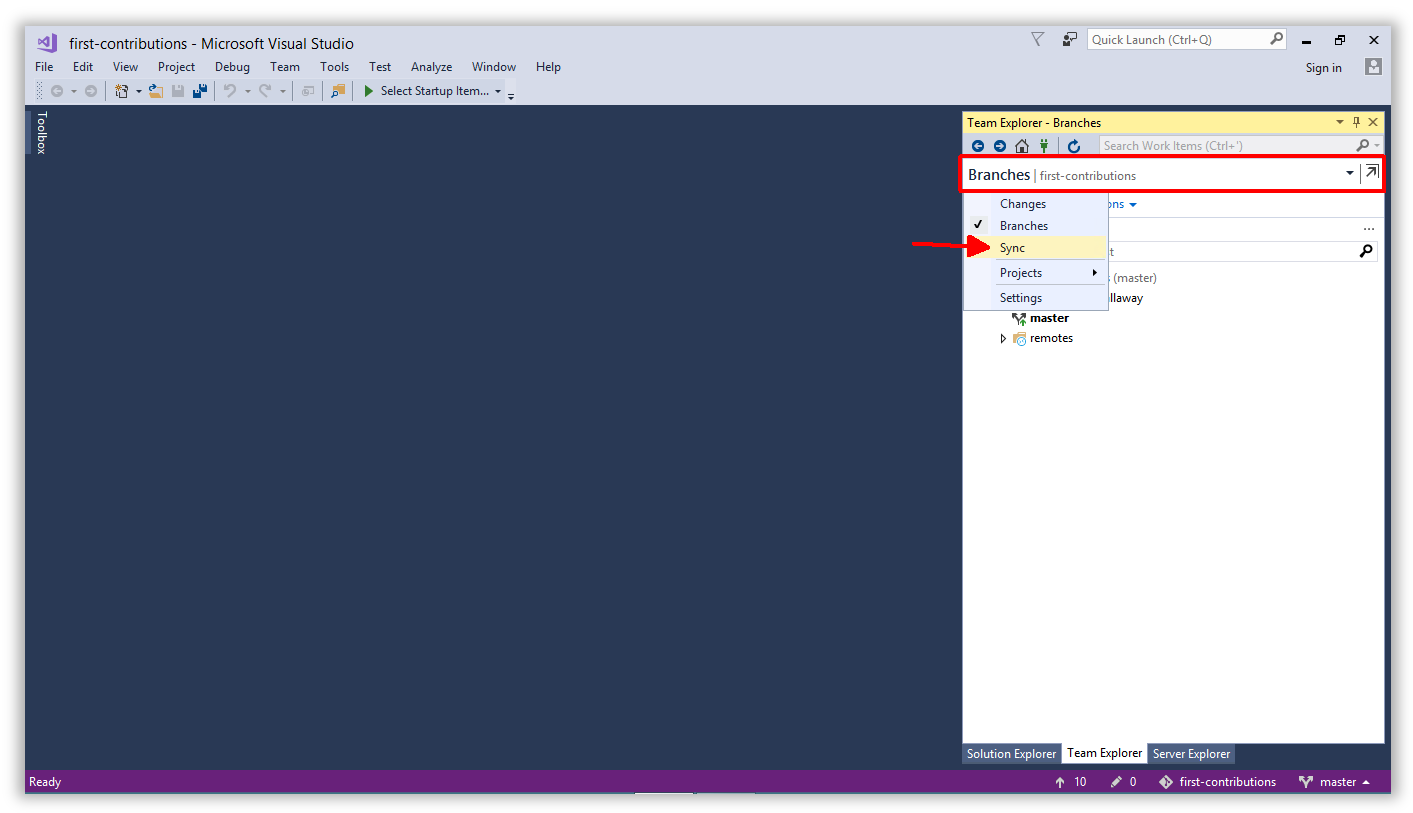 first-contributions - Microsoft Visual Studio
Quick Launch (Ctrl+Q)
File Edit View Project Debug Team Tools Test Analyze Window Help
Sign in
Select Startup Item...
Toolbox
Team Explorer - Branches
Search Work Items (Ctrl+')
Branches | first-contributions
Changes
ons
Branches
Sync
t
Projects
s (master)
Settings
llaway
master
remotes
Solution Explorer Team Explorer Server Explorer
Ready
10 0 first-contributions master